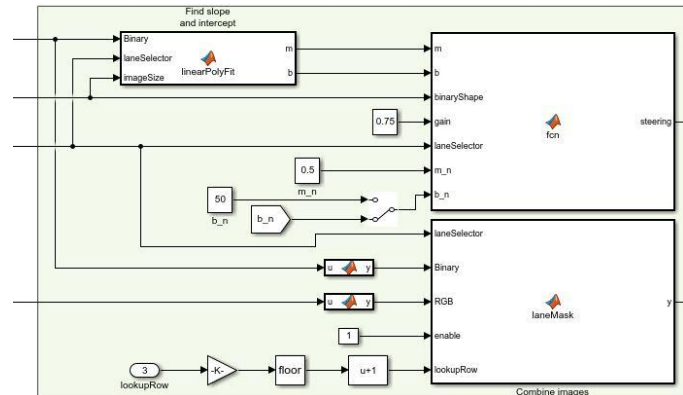 Find slope
and intercept
Binary
laneSelector
imageSize
linearPolyFit
m
b
m
b
binaryShape
gain
laneSelector
m_n
b_n
fcn
steering
0.75
0.5
m_n
50
b_n
b_n
laneSelector
Binary
RGB
enable
lookupRow
laneMask
y
u
y
u
y
1
3
lookupRow
-K-
floor
u+1
Combine images